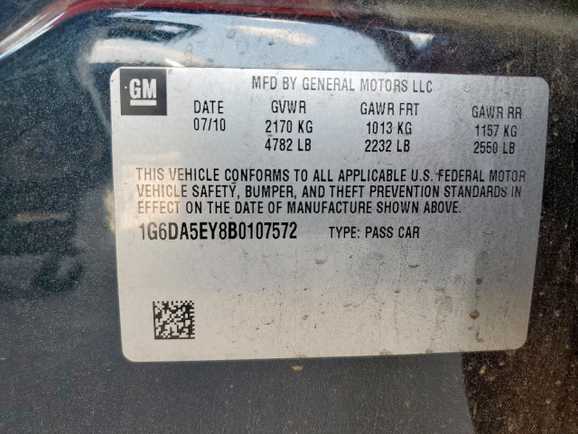 GM
MFD BY GENERAL MOTORS LLC
DATE GVWR GAWR FRT GAWR RR
07/10 2170 KG 1013 KG 1157 KG
4782 LB 2232 LB 2550 LB
THIS VEHICLE CONFORMS TO ALL APPLICABLE U.S. FEDERAL MOTOR
VEHICLE SAFETY, BUMPER, AND THEFT PREVENTION STANDARDS IN
EFFECT ON THE DATE OF MANUFACTURE SHOWN ABOVE.
1G6DA5EY8B0107572 TYPE: PASS CAR